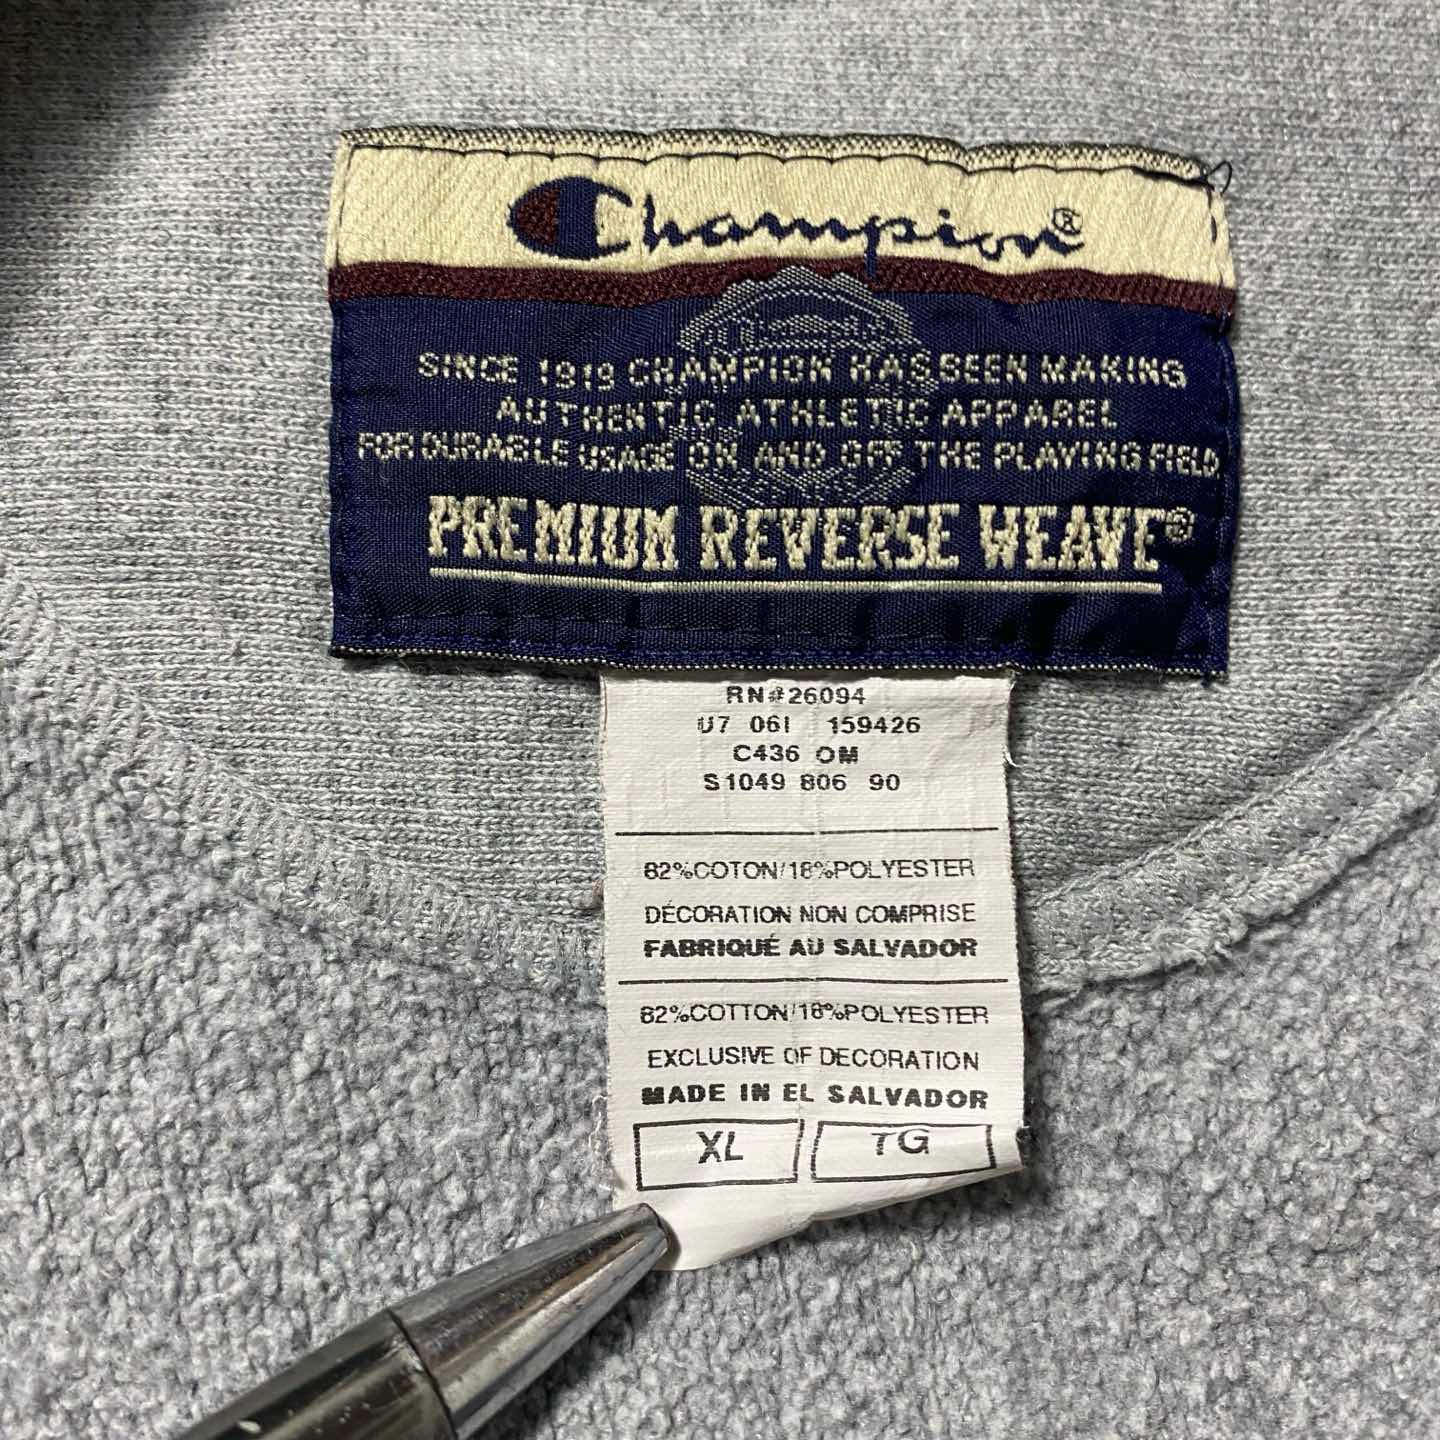 Champion®
SINCE 1919 CHAMPION HAS BEEN MAKING
AUTHENTIC ATHLETIC APPAREL
FOR DURABLE USAGE ON AND OFF THE PLAYING FIELD
PREMIUM REVERSE WEAVE®
RN#26094
U7 06I 159426
C436 OM
S1049 806 90
82%COTON/18%POLYESTER
DÉCORATION NON COMPRISE
FABRIQUÉ AU SALVADOR
82%COTTON/18%POLYESTER
EXCLUSIVE OF DECORATION
MADE IN EL SALVADOR
XL TG